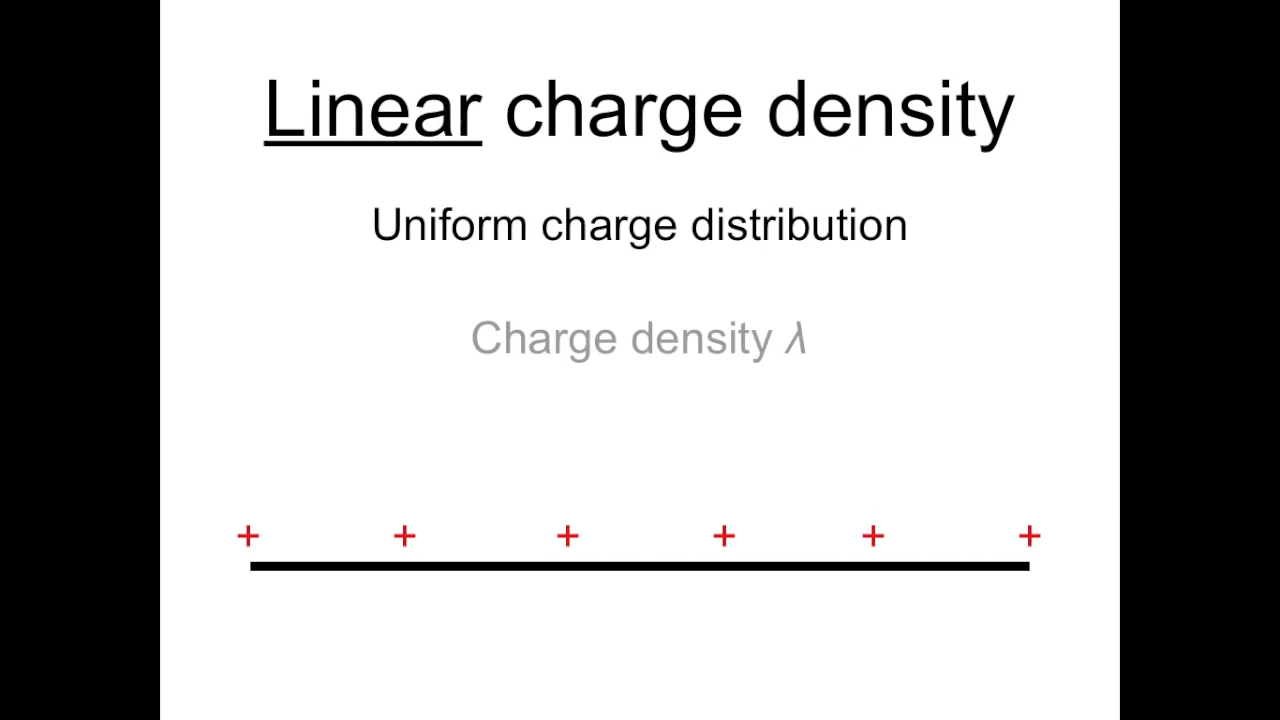 Linear charge density
Uniform charge distribution
Charge density λ
+ + + + + +